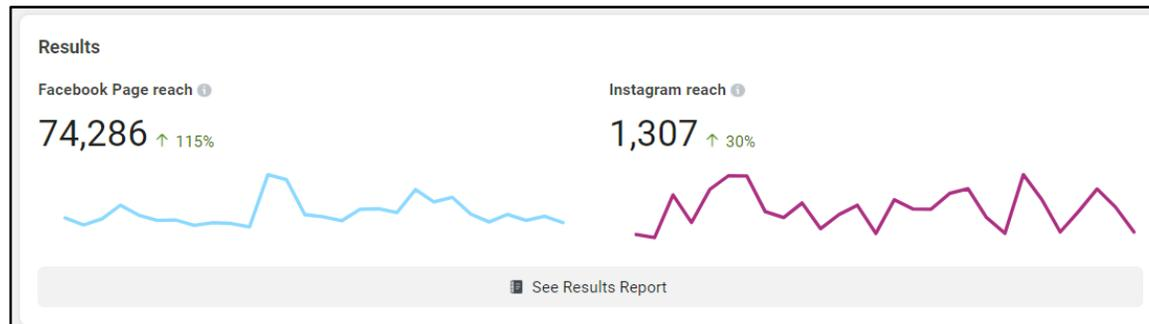 Results
Facebook Page reach
74,286 ↑ 115%
Instagram reach
1,307 ↑ 30%
See Results Report